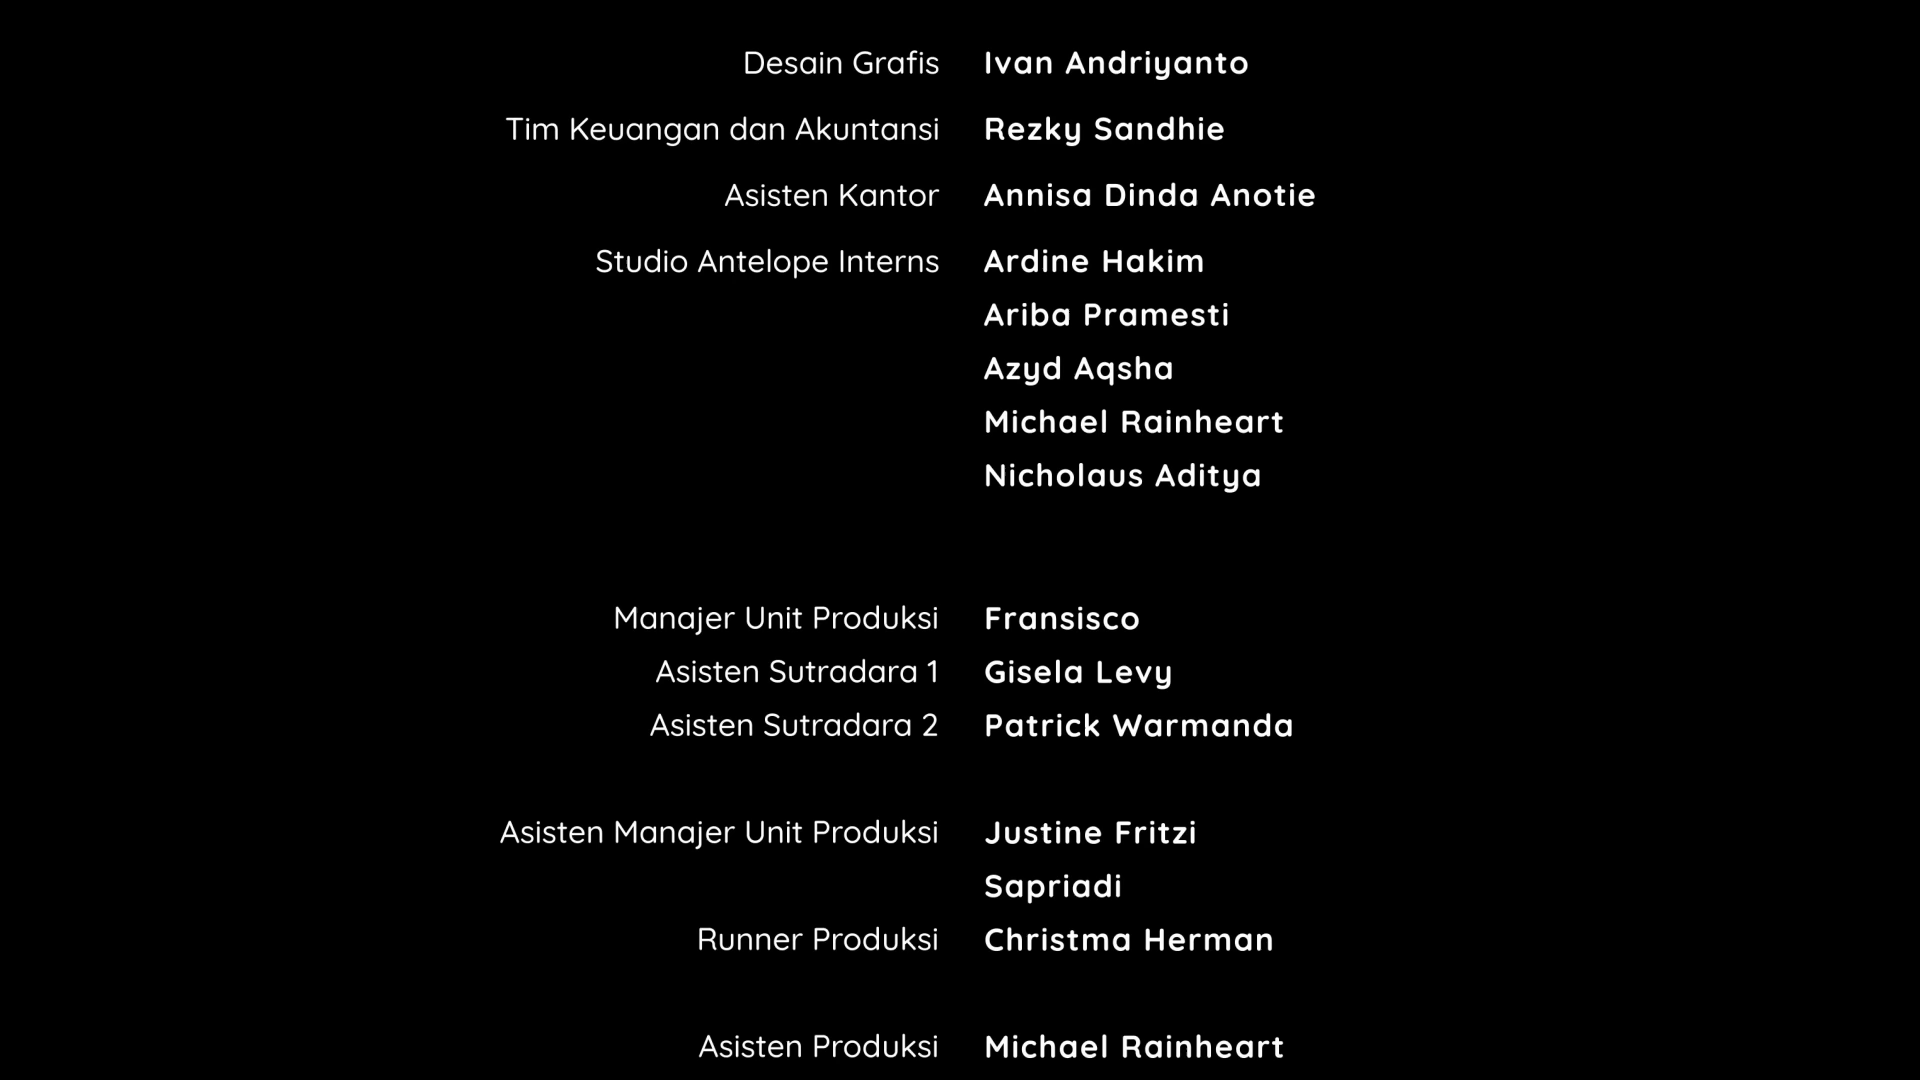 Desain Grafis Ivan Andriyanto
Tim Keuangan dan Akuntansi Rezky Sandhie
Asisten Kantor Annisa Dinda Anotie
Studio Antelope Interns Ardine Hakim
Ariba Pramesti
Azyd Aqsha
Michael Rainheart
Nicholaus Aditya
Manajer Unit Produksi Fransisco
Asisten Sutradara 1 Gisela Levy
Asisten Sutradara 2 Patrick Warmanda
Asisten Manajer Unit Produksi Justine Fritzi
Sapriadi
Runner Produksi Christma Herman
Asisten Produksi Michael Rainheart